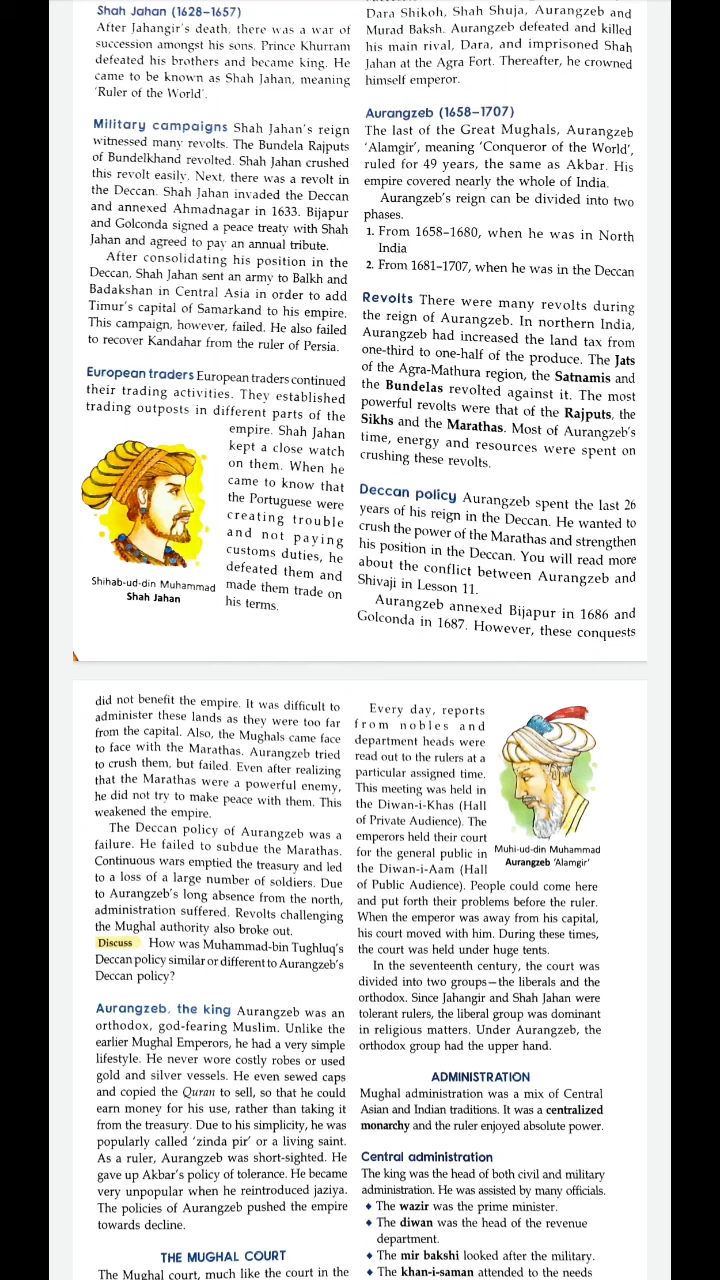 Shah Jahan (1628–1657)
After Jahangir's death, there was a war of
succession amongst his sons. Prince Khurram
defeated his brothers and became king. He
came to be known as Shah Jahan, meaning
'Ruler of the World'.
Military campaigns Shah Jahan's reign
witnessed many revolts. The Bundela Rajputs
of Bundelkhand revolted. Shah Jahan crushed
this revolt easily. Next, there was a revolt in
the Deccan. Shah Jahan invaded the Deccan
and annexed Ahmadnagar in 1633. Bijapur
and Golconda signed a peace treaty with Shah
Jahan and agreed to pay an annual tribute.
After consolidating his position in the
Deccan, Shah Jahan sent an army to Balkh and
Badakshan in Central Asia in order to add
Timur's capital of Samarkand to his empire.
This campaign, however, failed. He also failed
to recover Kandahar from the ruler of Persia.
European traders European traders continued
their trading activities. They established
trading outposts in different parts of the
empire. Shah Jahan
kept a close watch
on them. When he
came to know that
the Portuguese were
creating trouble
and not paying
customs duties, he
defeated them and
made them trade on
his terms.
Shihab-ud-din Muhammad
Shah Jahan
Dara Shikoh, Shah Shuja, Aurangzeb and
Murad Baksh. Aurangzeb defeated and killed
his main rival, Dara, and imprisoned Shah
Jahan at the Agra Fort. Thereafter, he crowned
himself emperor.
Aurangzeb (1658–1707)
The last of the Great Mughals, Aurangzeb
'Alamgir', meaning 'Conqueror of the World',
ruled for 49 years, the same as Akbar. His
empire covered nearly the whole of India.
Aurangzeb's reign can be divided into two
phases.
1. From 1658–1680, when he was in North
India
2. From 1681–1707, when he was in the Deccan
Revolts There were many revolts during
the reign of Aurangzeb. In northern India,
Aurangzeb had increased the land tax from
one-third to one-half of the produce. The Jats
of the Agra-Mathura region, the Satnamis and
the Bundelas revolted against it. The most
powerful revolts were that of the Rajputs, the
Sikhs and the Marathas. Most of Aurangzeb's
time, energy and resources were spent on
crushing these revolts.
Deccan policy Aurangzeb spent the last 26
years of his reign in the Deccan. He wanted to
crush the power of the Marathas and strengthen
his position in the Deccan. You will read more
about the conflict between Aurangzeb and
Shivaji in Lesson 11.
Aurangzeb annexed Bijapur in 1686 and
Golconda in 1687. However, these conquests
did not benefit the empire. It was difficult to
administer these lands as they were too far
from the capital. Also, the Mughals came face
to face with the Marathas. Aurangzeb tried
to crush them, but failed. Even after realizing
that the Marathas were a powerful enemy,
he did not try to make peace with them. This
weakened the empire.
The Deccan policy of Aurangzeb was a
failure. He failed to subdue the Marathas.
Continuous wars emptied the treasury and led
to a loss of a large number of soldiers. Due
to Aurangzeb's long absence from the north,
administration suffered. Revolts challenging
the Mughal authority also broke out.
Discuss How was Muhammad-bin Tughluq's
Deccan policy similar or different to Aurangzeb's
Deccan policy?
Aurangzeb, the king Aurangzeb was an
orthodox, god-fearing Muslim. Unlike the
earlier Mughal Emperors, he had a very simple
lifestyle. He never wore costly robes or used
gold and silver vessels. He even sewed caps
and copied the Quran to sell, so that he could
earn money for his use, rather than taking it
from the treasury. Due to his simplicity, he was
popularly called 'zinda pir' or a living saint.
As a ruler, Aurangzeb was short-sighted. He
gave up Akbar's policy of tolerance. He became
very unpopular when he reintroduced jaziya.
The policies of Aurangzeb pushed the empire
towards decline.
THE MUGHAL COURT
The Mughal court, much like the court in the
Every day, reports
from nobles and
department heads were
read out to the rulers at a
particular assigned time.
This meeting was held in
the Diwan-i-Khas (Hall
of Private Audience). The
emperors held their court
for the general public in
the Diwan-i-Aam (Hall
of Public Audience). People could come here
and put forth their problems before the ruler.
When the emperor was away from his capital,
his court moved with him. During these times,
the court was held under huge tents.
Muhi-ud-din Muhammad
Aurangzeb 'Alamgir'
In the seventeenth century, the court was
divided into two groups—the liberals and the
orthodox. Since Jahangir and Shah Jahan were
tolerant rulers, the liberal group was dominant
in religious matters. Under Aurangzeb, the
orthodox group had the upper hand.
ADMINISTRATION
Mughal administration was a mix of Central
Asian and Indian traditions. It was a centralized
monarchy and the ruler enjoyed absolute power.
Central administration
The king was the head of both civil and military
administration. He was assisted by many officials.
♦ The wazir was the prime minister.
♦ The diwan was the head of the revenue
department.
♦ The mir bakshi looked after the military.
♦ The khan-i-saman attended to the needs